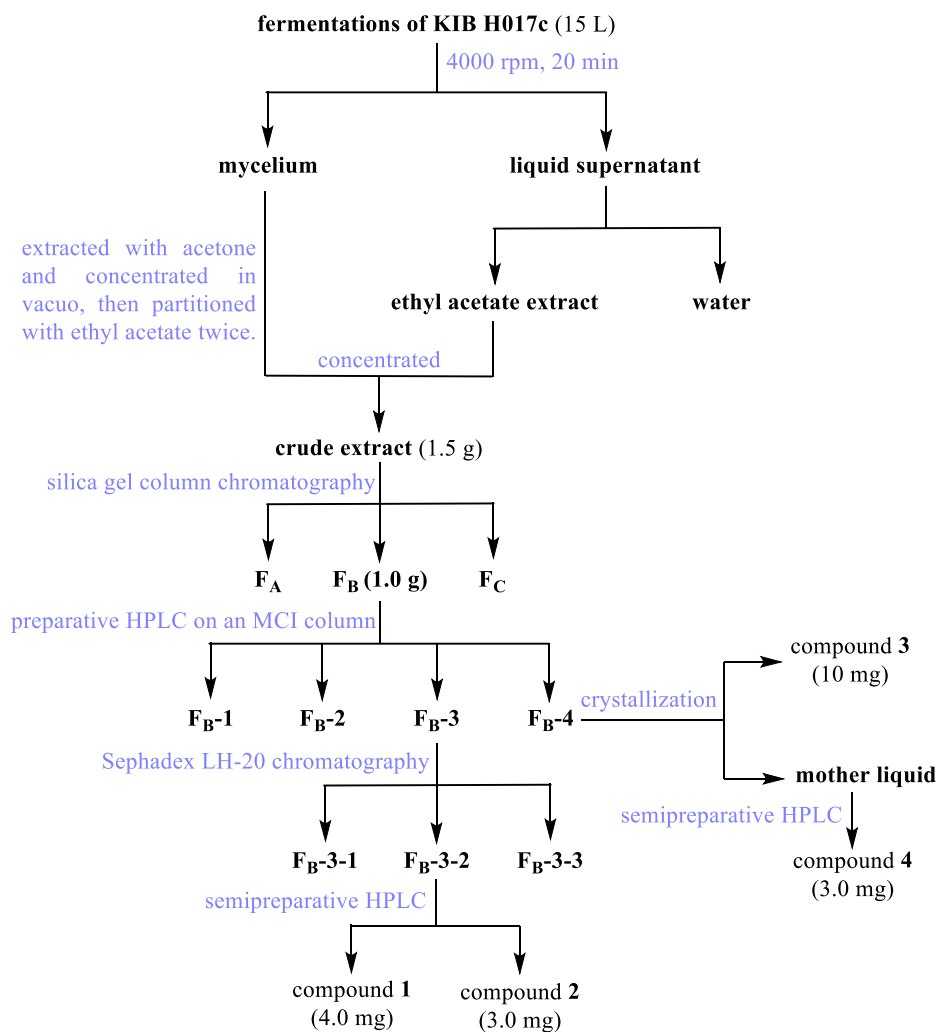 fermentations of KIB H017c (15 L)
4000 rpm, 20 min
mycelium
liquid supernatant
extracted with acetone
and concentrated in
vacuo, then partitioned
with ethyl acetate twice.
ethyl acetate extract
water
concentrated
crude extract (1.5 g)
silica gel column chromatography
FA
FB (1.0 g)
FC
preparative HPLC on an MCI column
FB-1
FB-2
FB-3
FB-4
crystallization
compound 3
(10 mg)
mother liquid
semipreparative HPLC
compound 4
(3.0 mg)
Sephadex LH-20 chromatography
FB-3-1
FB-3-2
FB-3-3
semipreparative HPLC
compound 1
(4.0 mg)
compound 2
(3.0 mg)